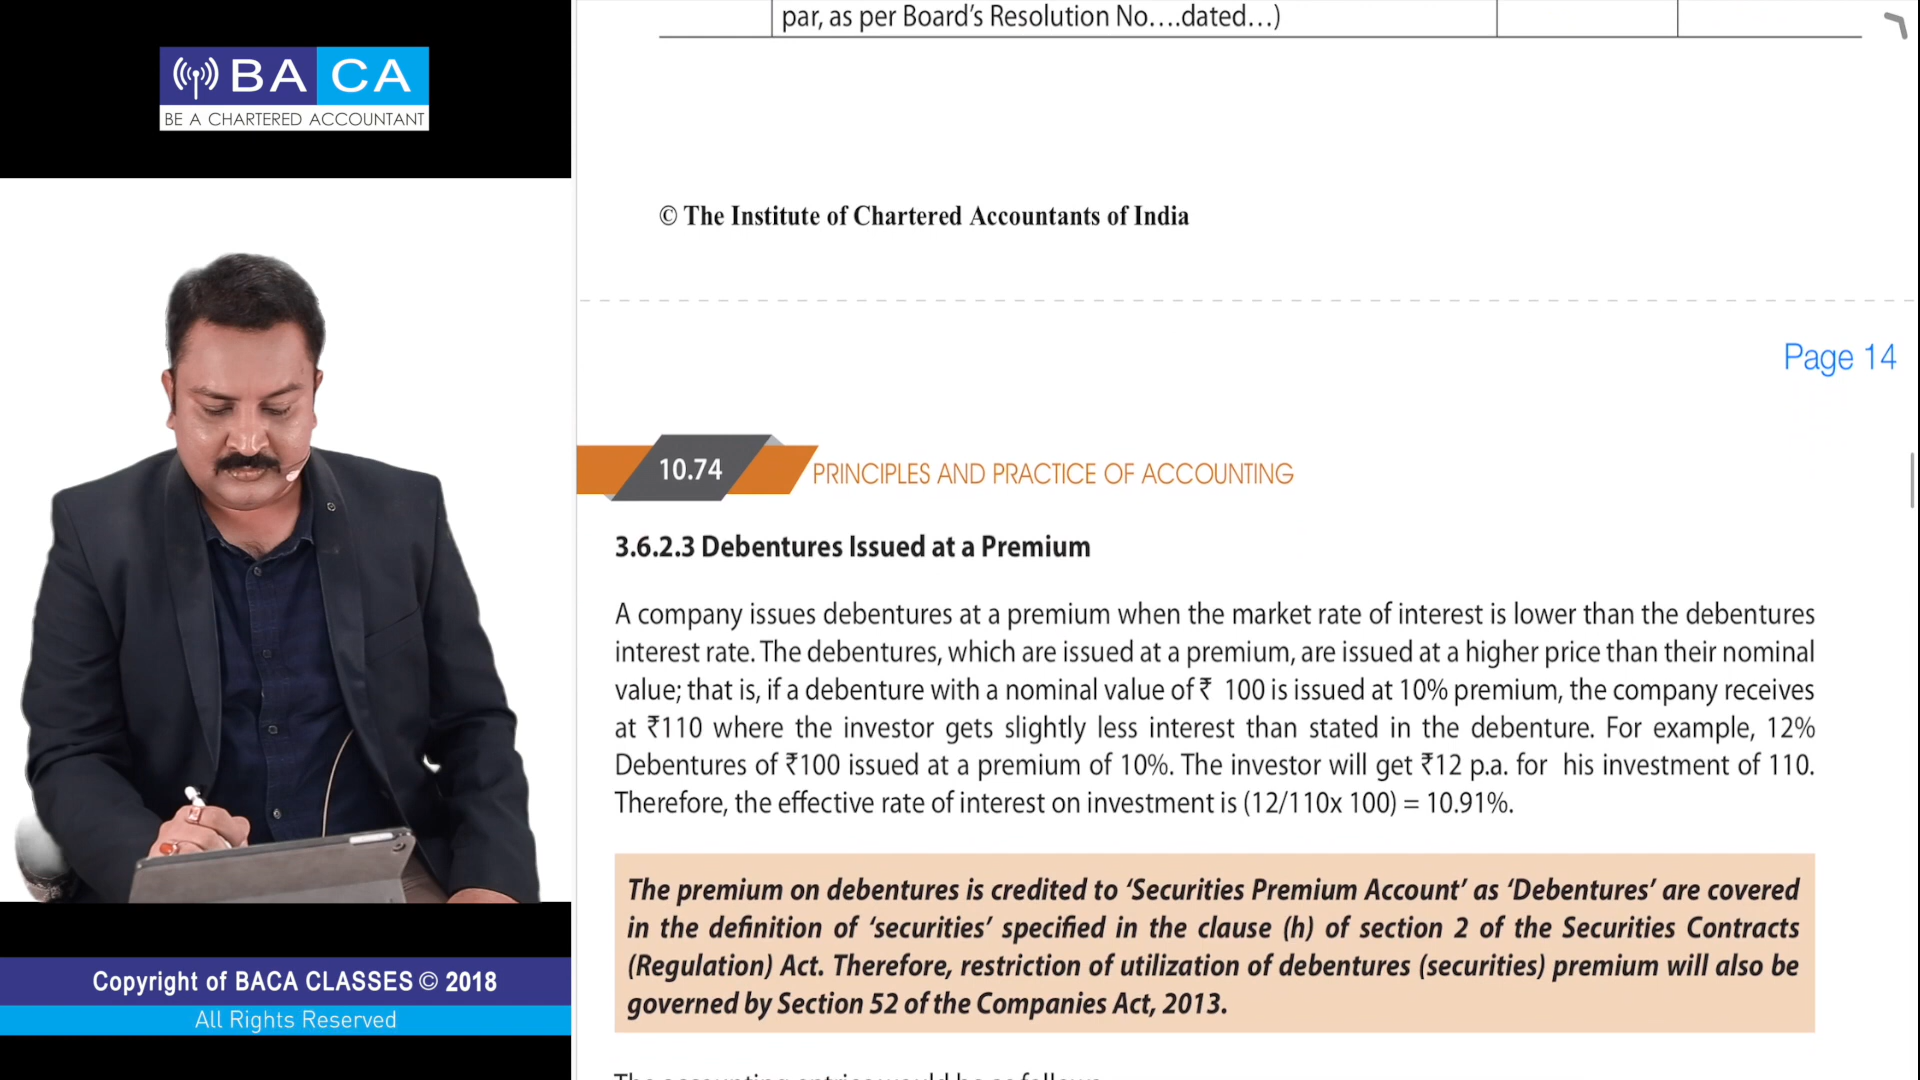 par, as per Board’s Resolution No….dated…)
BA CA
BE A CHARTERED ACCOUNTANT
© The Institute of Chartered Accountants of India
Page 14
10.74
PRINCIPLES AND PRACTICE OF ACCOUNTING
3.6.2.3 Debentures Issued at a Premium
A company issues debentures at a premium when the market rate of interest is lower than the debentures
interest rate. The debentures, which are issued at a premium, are issued at a higher price than their nominal
value; that is, if a debenture with a nominal value of ₹ 100 is issued at 10% premium, the company receives
at ₹110 where the investor gets slightly less interest than stated in the debenture. For example, 12%
Debentures of ₹100 issued at a premium of 10%. The investor will get ₹12 p.a. for his investment of 110.
Therefore, the effective rate of interest on investment is (12/110x 100) = 10.91%.
The premium on debentures is credited to ‘Securities Premium Account’ as ‘Debentures’ are covered
in the definition of ‘securities’ specified in the clause (h) of section 2 of the Securities Contracts
(Regulation) Act. Therefore, restriction of utilization of debentures (securities) premium will also be
governed by Section 52 of the Companies Act, 2013.
The accounting entries would be as follows
Copyright of BACA CLASSES © 2018
All Rights Reserved